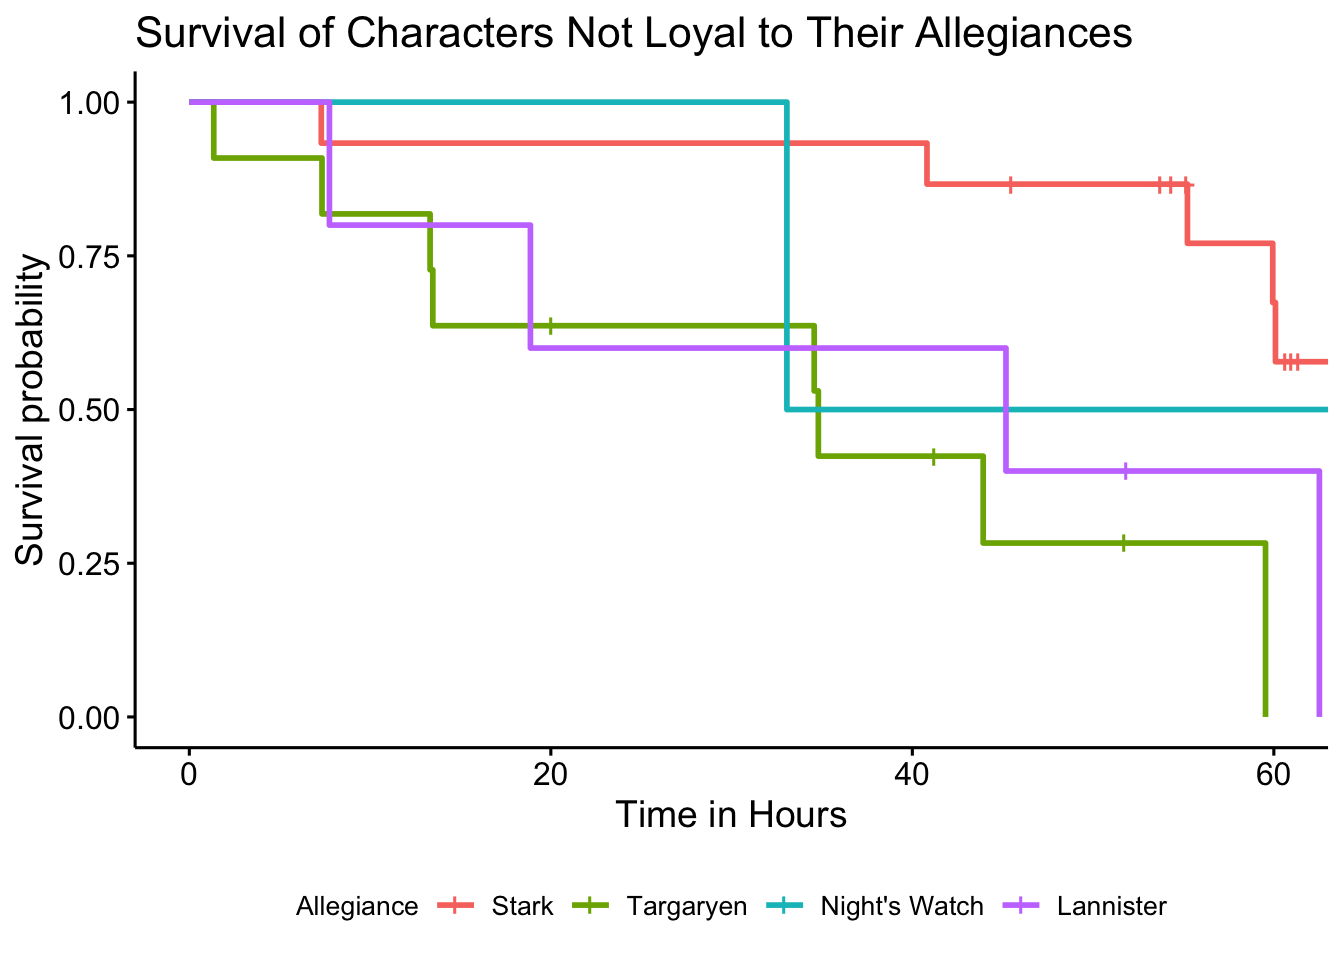 Survival of Characters Not Loyal to Their Allegiances
1.00
0.75
0.50
0.25
0.00
Survival probability
0 20 40 60
Time in Hours
Allegiance Stark Targaryen Night's Watch Lannister